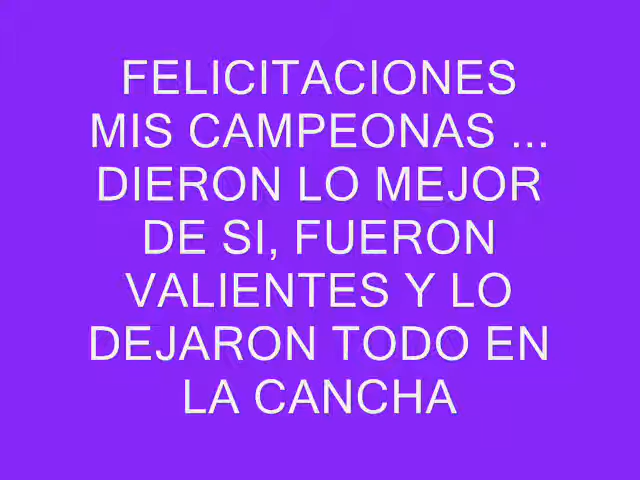 FELICITACIONES
MIS CAMPEONAS ...
DIERON LO MEJOR
DE SI, FUERON
VALIENTES Y LO
DEJARON TODO EN
LA CANCHA